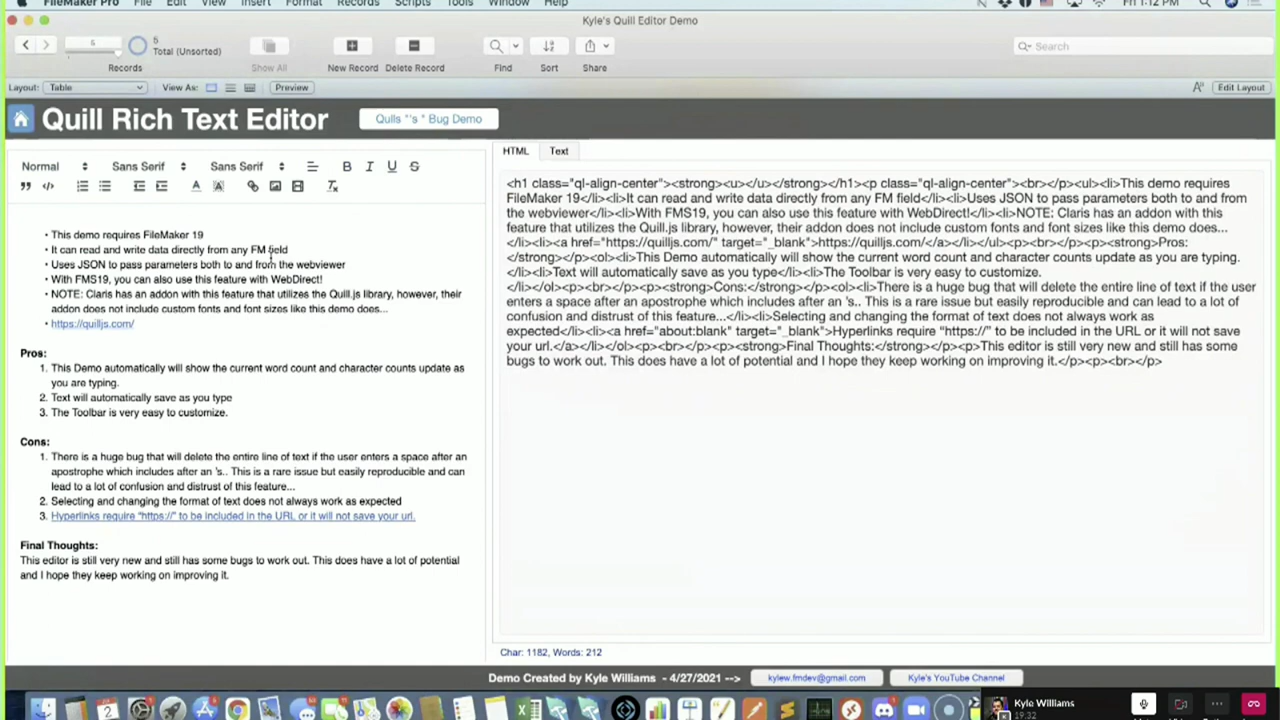 FileMaker Pro File Edit View Insert Format Records Scripts Tools Window Help Fri 1:12 PM
Kyle's Quill Editor Demo
5
5
Total (Unsorted)
Search
Records Show All New Record Delete Record Find Sort Share
Layout: Table View As: Preview Edit Layout
Quill Rich Text Editor
Quills "'s " Bug Demo
HTML Text
Normal Sans Serif Sans Serif B I U S
• This demo requires FileMaker 19
• It can read and write data directly from any FM field
• Uses JSON to pass parameters both to and from the webviewer
• With FMS19, you can also use this feature with WebDirect!
• NOTE: Claris has an addon with this feature that utilizes the Quill.js library, however, their
addon does not include custom fonts and font sizes like this demo does...
• https://quilljs.com/
Pros:
1. This Demo automatically will show the current word count and character counts update as
you are typing.
2. Text will automatically save as you type
3. The Toolbar is very easy to customize.
Cons:
1. There is a huge bug that will delete the entire line of text if the user enters a space after an
apostrophe which includes after an 's.. This is a rare issue but easily reproducible and can
lead to a lot of confusion and distrust of this feature...
2. Selecting and changing the format of text does not always work as expected
3. Hyperlinks require "https://" to be included in the URL or it will not save your url.
Final Thoughts:
This editor is still very new and still has some bugs to work out. This does have a lot of potential
and I hope they keep working on improving it.
<h1 class="ql-align-center"><strong><u></u></strong></h1><p class="ql-align-center"><br></p><ul><li>This demo requires
FileMaker 19</li><li>It can read and write data directly from any FM field</li><li>Uses JSON to pass parameters both to and from
the webviewer</li><li>With FMS19, you can also use this feature with WebDirect!</li><li>NOTE: Claris has an addon with this
feature that utilizes the Quill.js library, however, their addon does not include custom fonts and font sizes like this demo does...
</li><li><a href="https://quilljs.com/" target="_blank">https://quilljs.com/</a></li></ul><p><br></p><p><strong>Pros:
</strong></p><ol><li>This Demo automatically will show the current word count and character counts update as you are typing.
</li><li>Text will automatically save as you type</li><li>The Toolbar is very easy to customize.
</li></ol><p><br></p><p><strong>Cons:</strong></p><ol><li>There is a huge bug that will delete the entire line of text if the user
enters a space after an apostrophe which includes after an 's.. This is a rare issue but easily reproducible and can lead to a lot of
confusion and distrust of this feature...</li><li>Selecting and changing the format of text does not always work as
expected</li><li><a href="about:blank" target="_blank">Hyperlinks require "https://" to be included in the URL or it will not save
your url.</a></li></ol><p><br></p><p><strong>Final Thoughts:</strong></p><p>This editor is still very new and still has some
bugs to work out. This does have a lot of potential and I hope they keep working on improving it.</p><p><br></p>
Char: 1182, Words: 212
Demo Created by Kyle Williams - 4/27/2021 -->
kylew.fmdev@gmail.com
Kyle's YouTube Channel
Kyle Williams
19:32